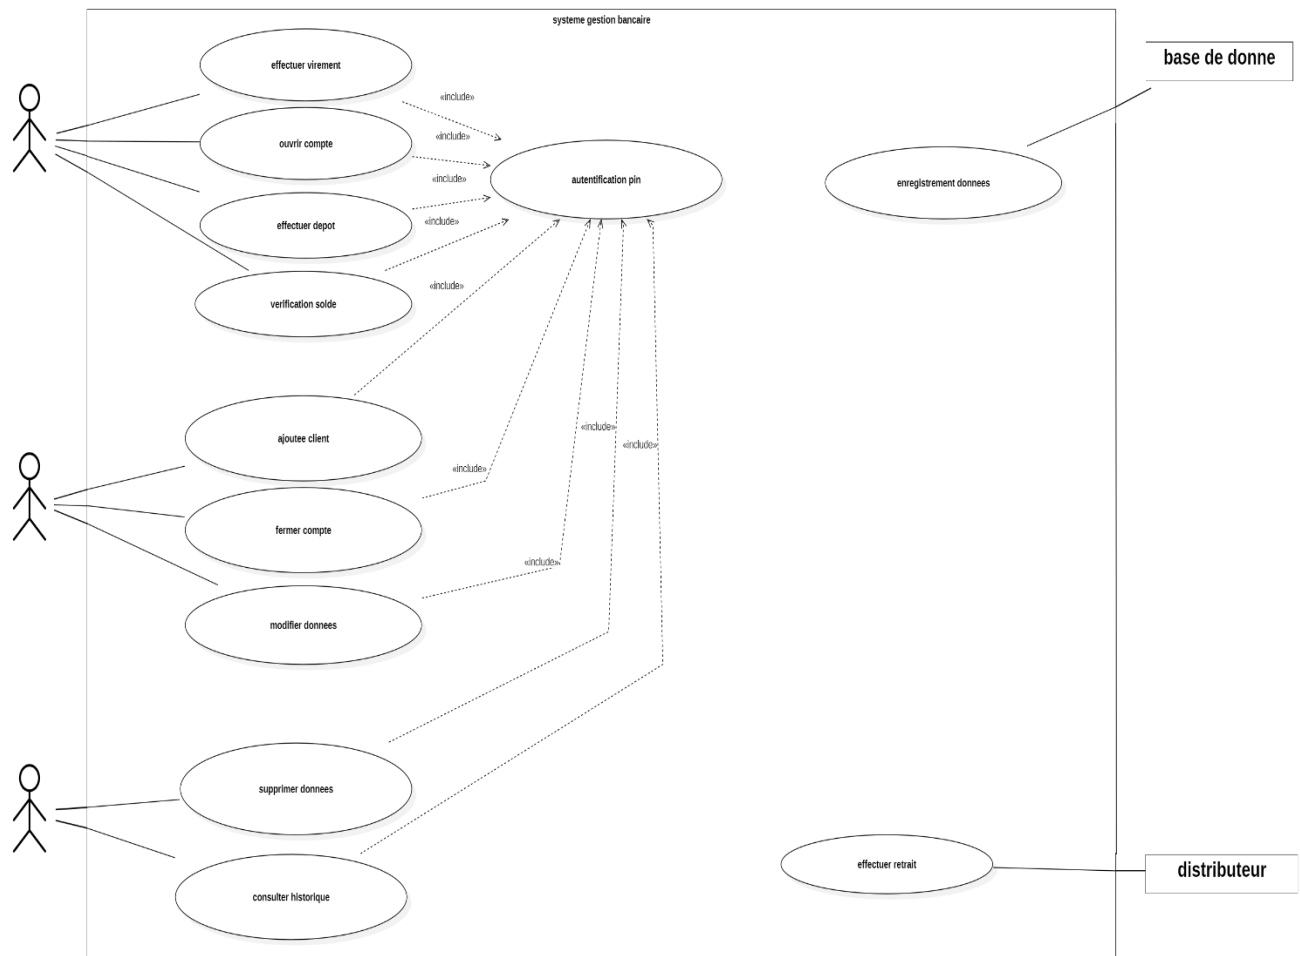 systeme gestion bancaire
base de donne
effectuer virement
«include»
ouvrir compte
«include»
autentification pin
enregistrement donnees
«include»
effectuer depot
«include»
verification solde
«include»
ajoutee client
«include»
«include»
«include»
fermer compte
«include»
modifier donnees
supprimer donnees
effectuer retrait
distributeur
consulter historique